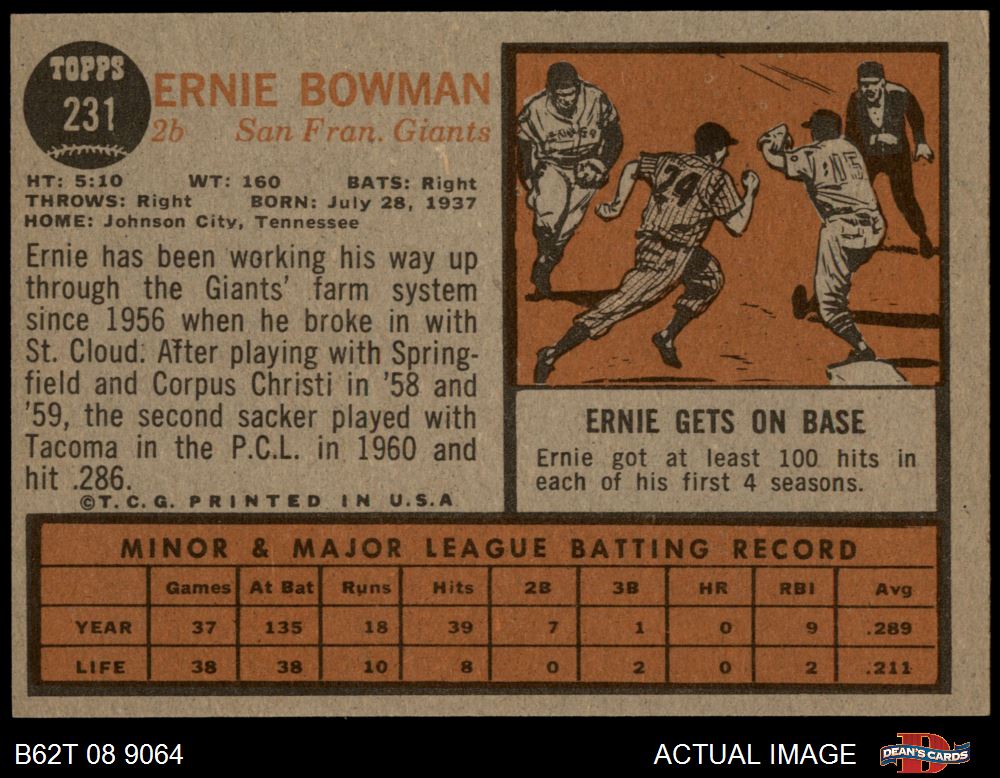 TOPPS
231
ERNIE BOWMAN
2b San Fran. Giants
HT: 5:10 WT: 160 BATS: Right
THROWS: Right BORN: July 28, 1937
HOME: Johnson City, Tennessee
Ernie has been working his way up
through the Giants' farm system
since 1956 when he broke in with
St. Cloud. After playing with Spring-
field and Corpus Christi in '58 and
'59, the second sacker played with
Tacoma in the P.C.L. in 1960 and
hit .286.
©T.C.G. PRINTED IN U.S.A
24
ERNIE GETS ON BASE
Ernie got at least 100 hits in
each of his first 4 seasons.
MINOR & MAJOR LEAGUE BATTING RECORD
Games At Bat Runs Hits 2B 3B HR RBI Avg
YEAR 37 135 18 39 7 1 0 9 .289
LIFE 38 38 10 8 0 2 0 2 .211
B62T 08 9064 ACTUAL IMAGE DEAN'S CARDS